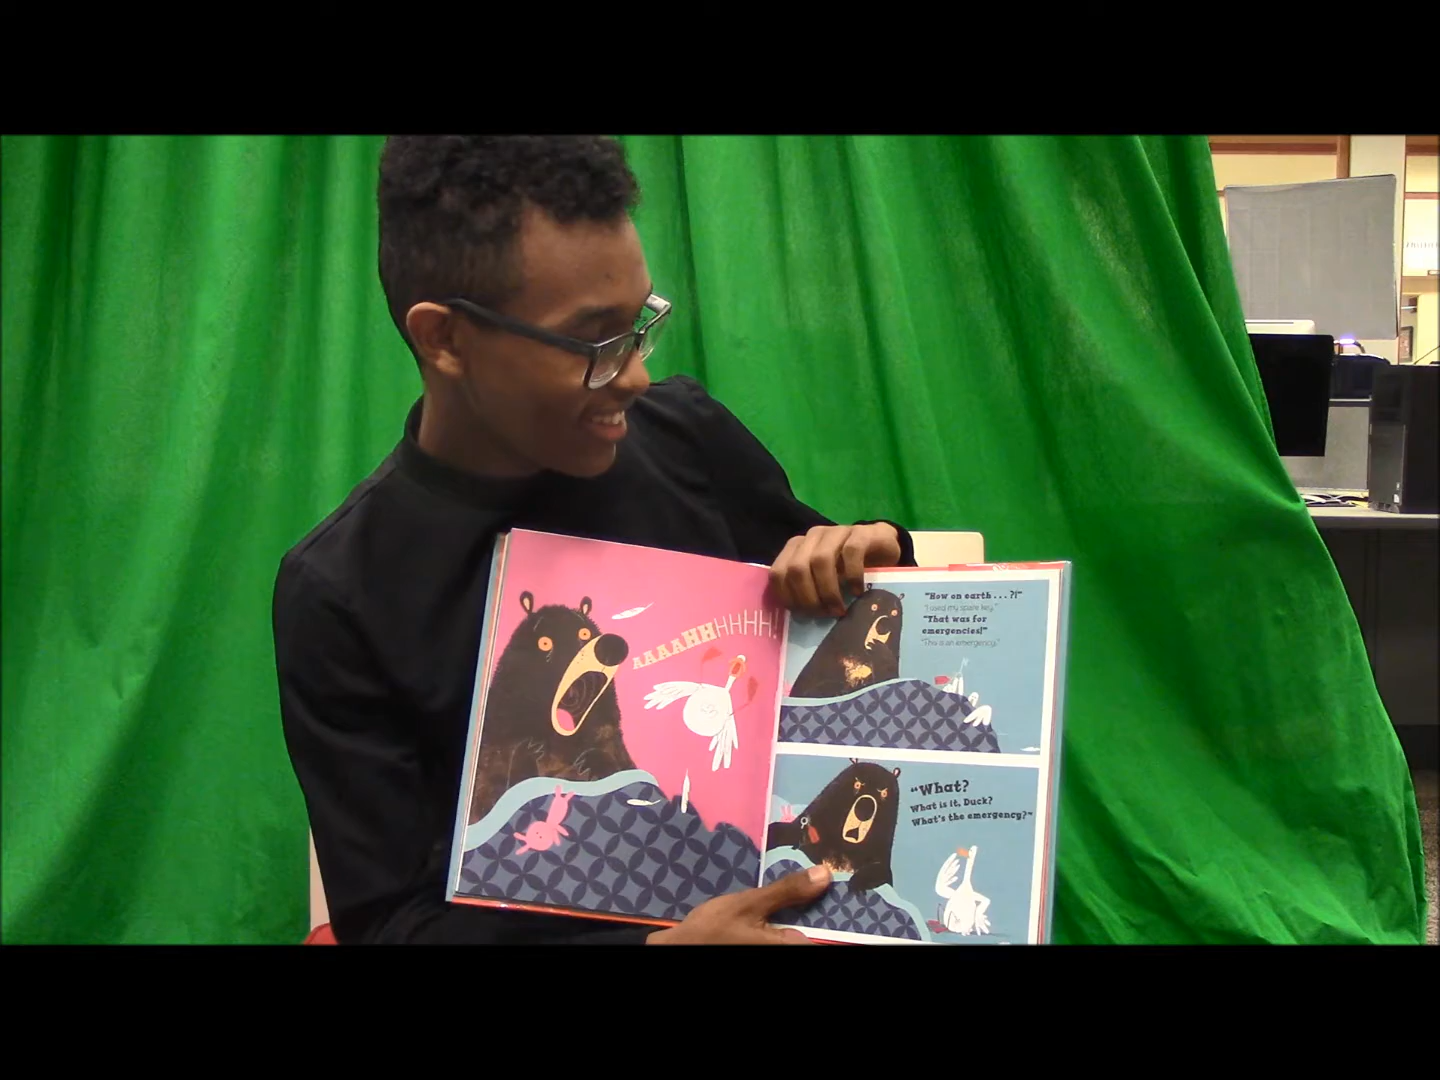 AAAAHHHHHH!
"How on earth . . . ?!"
"I used my spare key."
"That was for
emergencies!"
"This is an emergency."
"What?
What is it, Duck?
What's the emergency?"